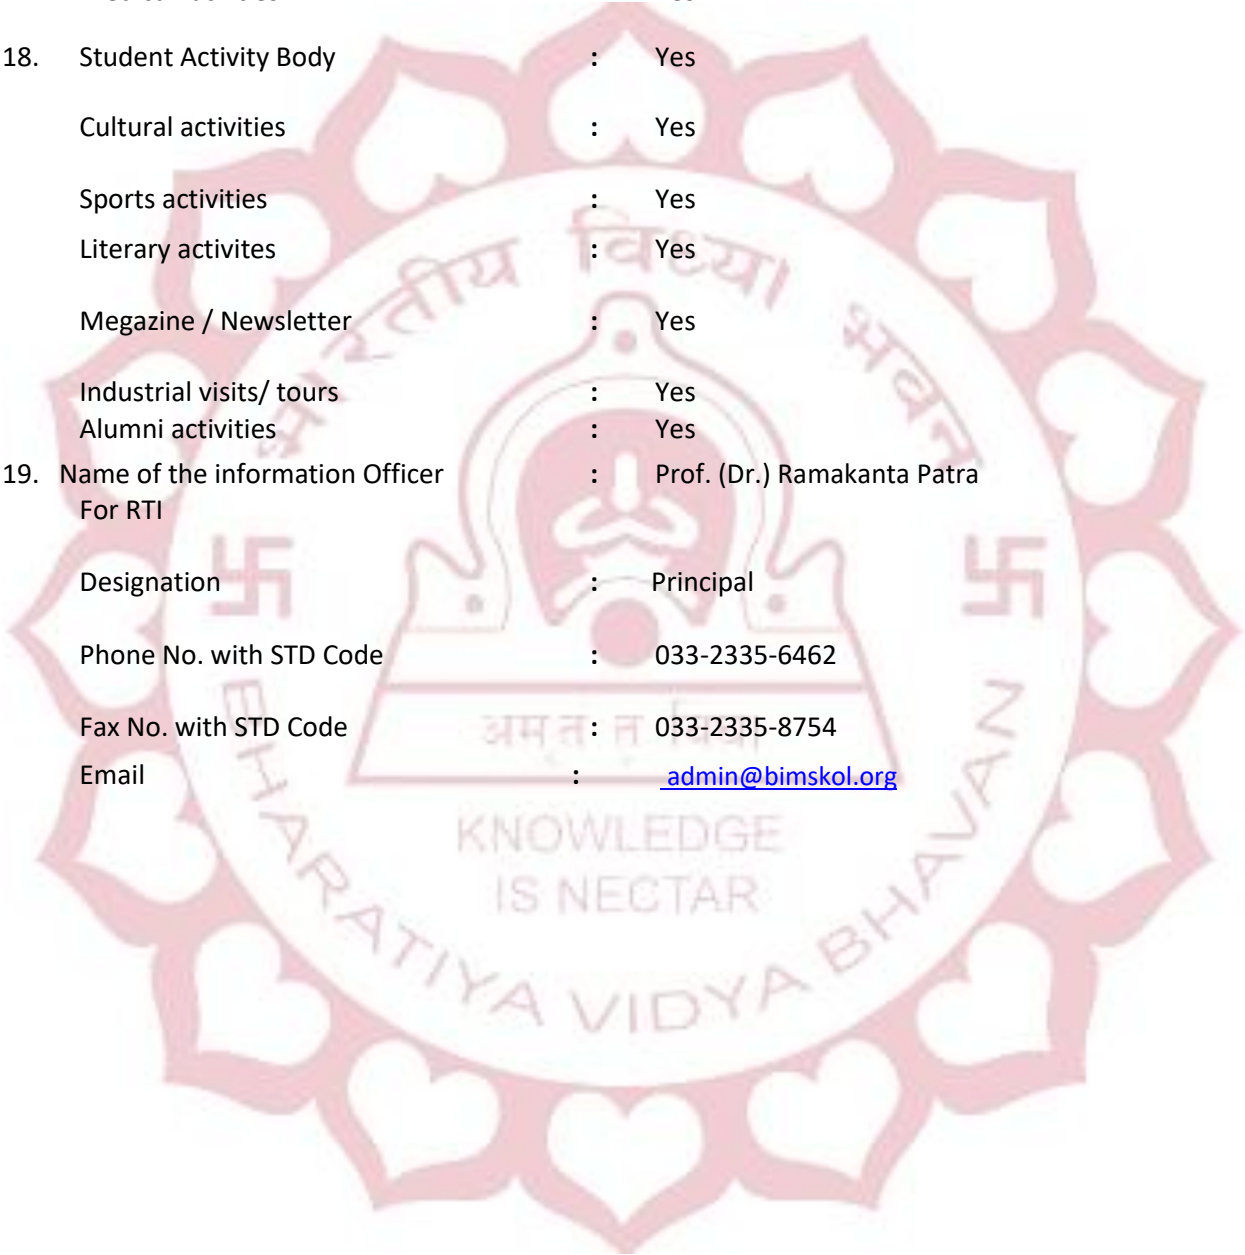 18. Student Activity Body : Yes
Cultural activities : Yes
Sports activities : Yes
Literary activites : Yes
Megazine / Newsletter : Yes
Industrial visits/ tours : Yes
Alumni activities : Yes
19. Name of the information Officer : Prof. (Dr.) Ramakanta Patra
For RTI
Designation : Principal
Phone No. with STD Code : 033-2335-6462
Fax No. with STD Code : 033-2335-8754
Email : admin@bimskol.org
भारतीय विध्या भवन
KNOWLEDGE
IS NECTAR
BHARATIYA VIDYA BHAVAN